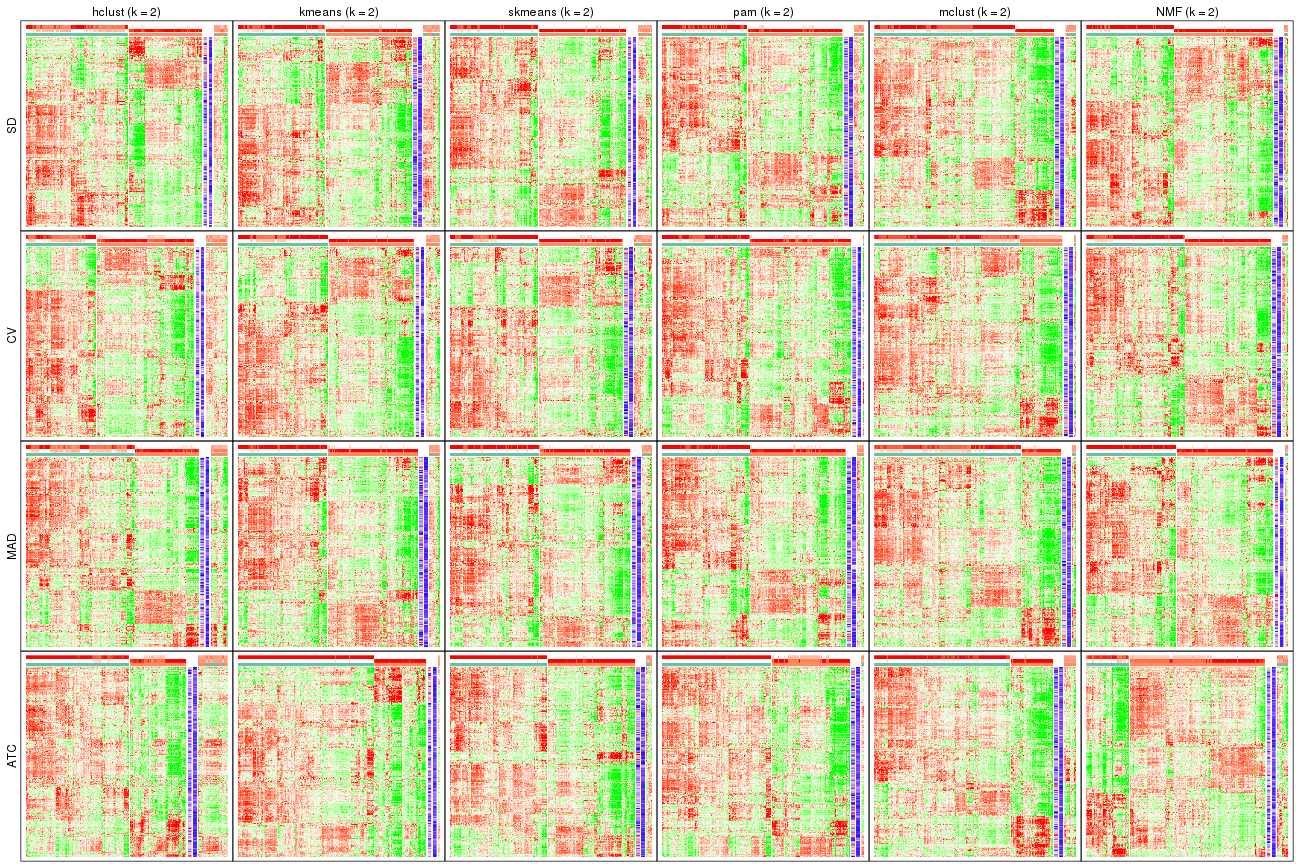 hclust (k = 2) kmeans (k = 2) skmeans (k = 2) pam (k = 2) mclust (k = 2) NMF (k = 2)
SD
CV
MAD
ATC